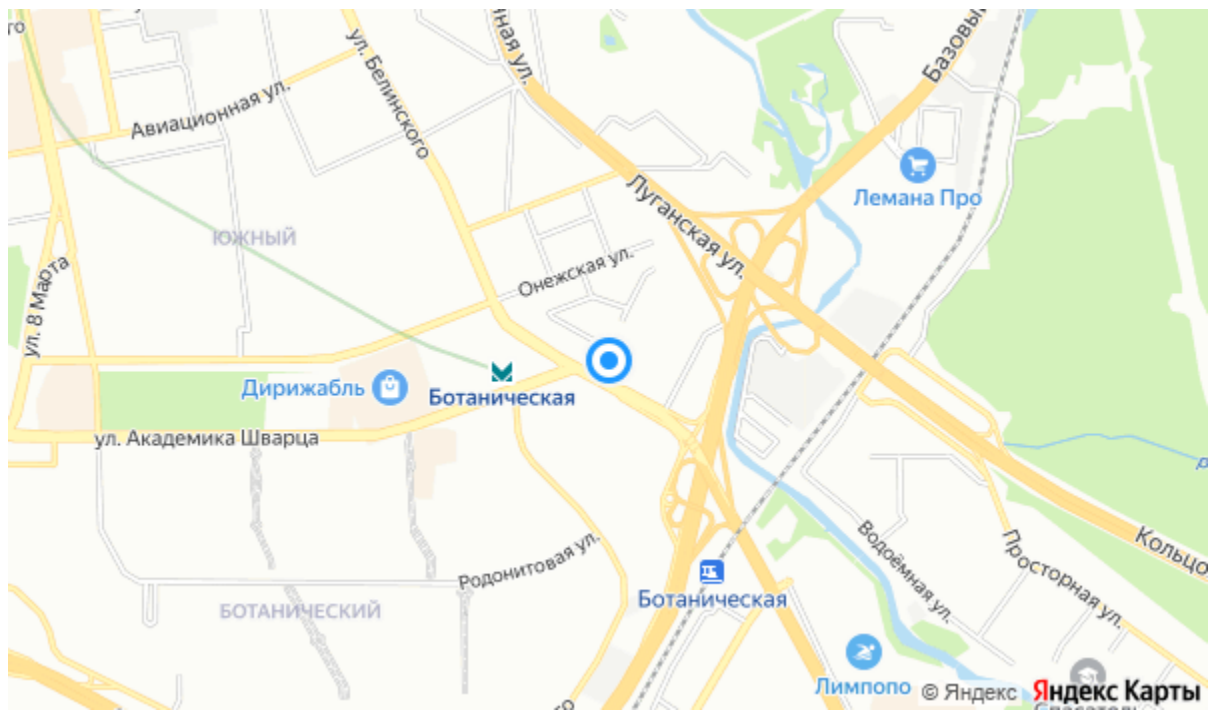 ул. Белинского
нная ул.
Базовый
Авиационная ул.
Лемана Про
Луганская ул.
ЮЖНЫЙ
Онежская ул.
ул. 8 Марта
Дирижабль
Ботаническая
ул. Академика Шварца
Водоёмная ул.
Просторная ул.
Кольцо
Родонитовая ул.
БОТАНИЧЕСКИЙ
Ботаническая
Лимпопо
© Яндекс Яндекс Карты